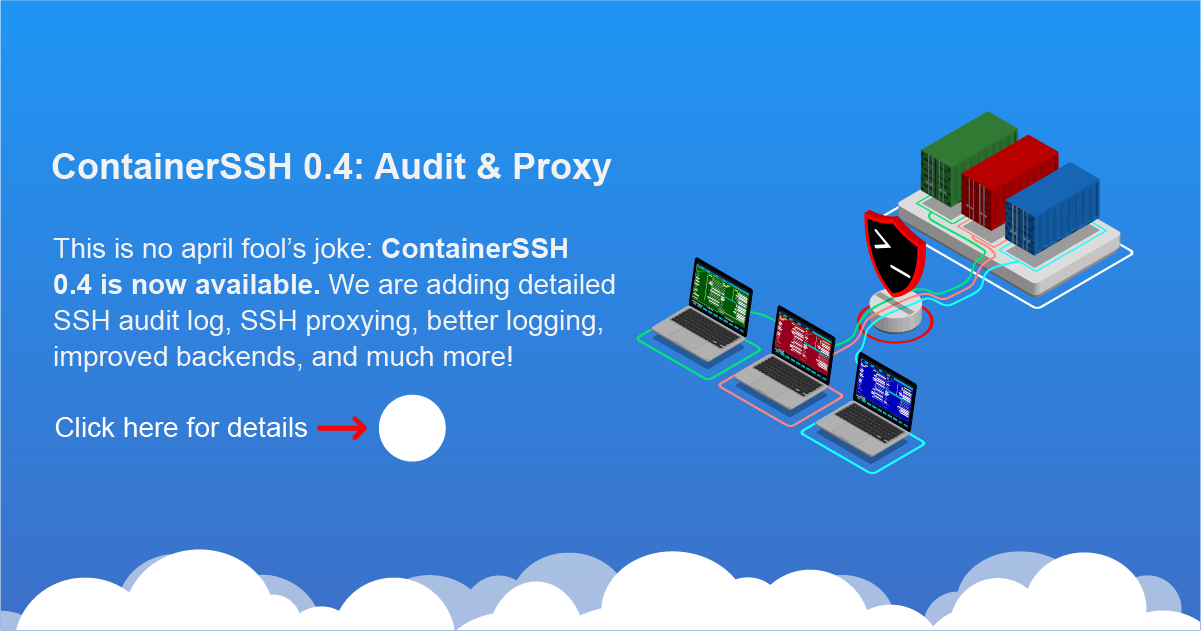 ContainerSSH 0.4: Audit & Proxy
This is no april fool’s joke: ContainerSSH
0.4 is now available. We are adding detailed
SSH audit log, SSH proxying, better logging,
improved backends, and much more!
Click here for details